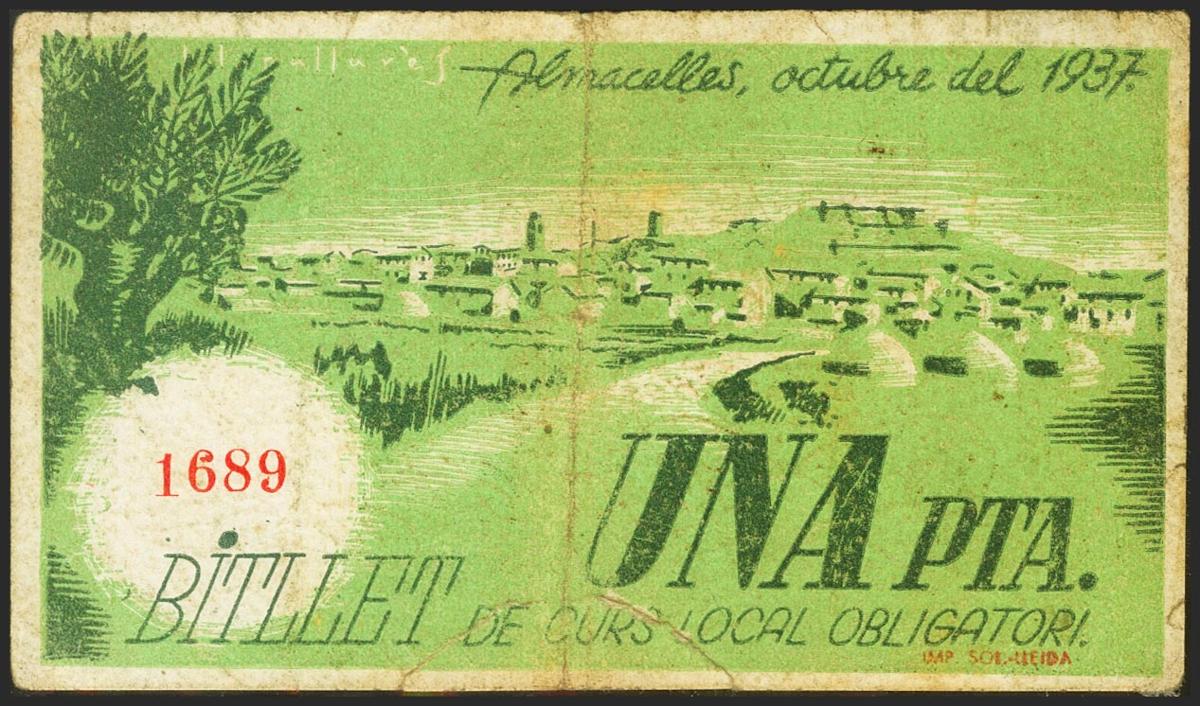 Almacelles, octubre del 1937.
1689
UNA PTA.
BITLLET DE CURS LOCAL OBLIGATORI.
IMP. SOL.-LLEIDA